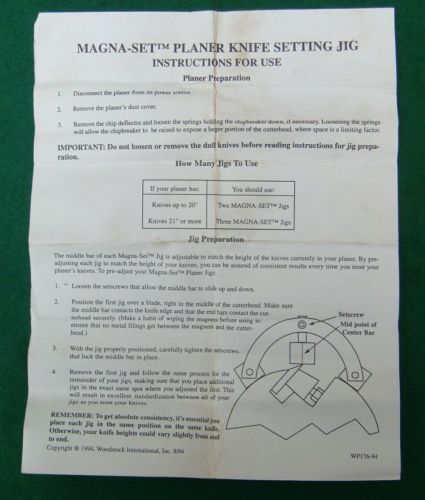 MAGNA-SET™ PLANER KNIFE SETTING JIG
INSTRUCTIONS FOR USE
Planer Preparation
1. Disconnect the planer from its power source.
2. Remove the planer's dust cover.
3. Remove the chip deflector and loosen the springs holding the chipbreaker down, if necessary. Loosening the springs
will allow the chipbreaker to be raised to expose a larger portion of the cutterhead, where space is a limiting factor.
IMPORTANT: Do not loosen or remove the dull knives before reading instructions for jig prepa-
ration.
How Many Jigs To Use
If your planer has: You should use:
Knives up to 20" Two MAGNA-SET™ Jigs
Knives 21" or more Three MAGNA-SET™ Jigs
Jig Preparation
The middle bar of each Magna-Set™ Jig is adjustable to match the height of the knives currently in your planer. By pre-
adjusting each jig to match the height of your knives, you can be assured of consistent results every time you reset your
planer's knives. To pre-adjust your Magna-Set™ Planer Jigs:
1. Loosen the setscrews that allow the middle bar to slide up and down.
2. Position the first jig over a blade, right in the middle of the cutterhead. Make sure
the middle bar contacts the knife edge and that the end bars contact the cut-
terhead securely. (Make a habit of wiping the magnets before using to
ensure that no metal filings get between the magnets and the cutter-
head.)
3. With the jig properly positioned, carefully tighten the setscrews
that lock the middle bar in place.
4. Remove the first jig and follow the same process for the
remainder of your jigs, making sure that you place additional
jigs in the exact same spot where you adjusted the first. This
will result in excellent standardization between all of your
jigs as you reset your knives.
Setscrew
Mid point of
Center Bar
REMEMBER: To get absolute consistency, it's essential you
place each jig in the same position on the same knife.
Otherwise, your knife heights could vary slightly from end
to end.
Copyright © 1994, Woodstock International, Inc. 8/94
WP176-94